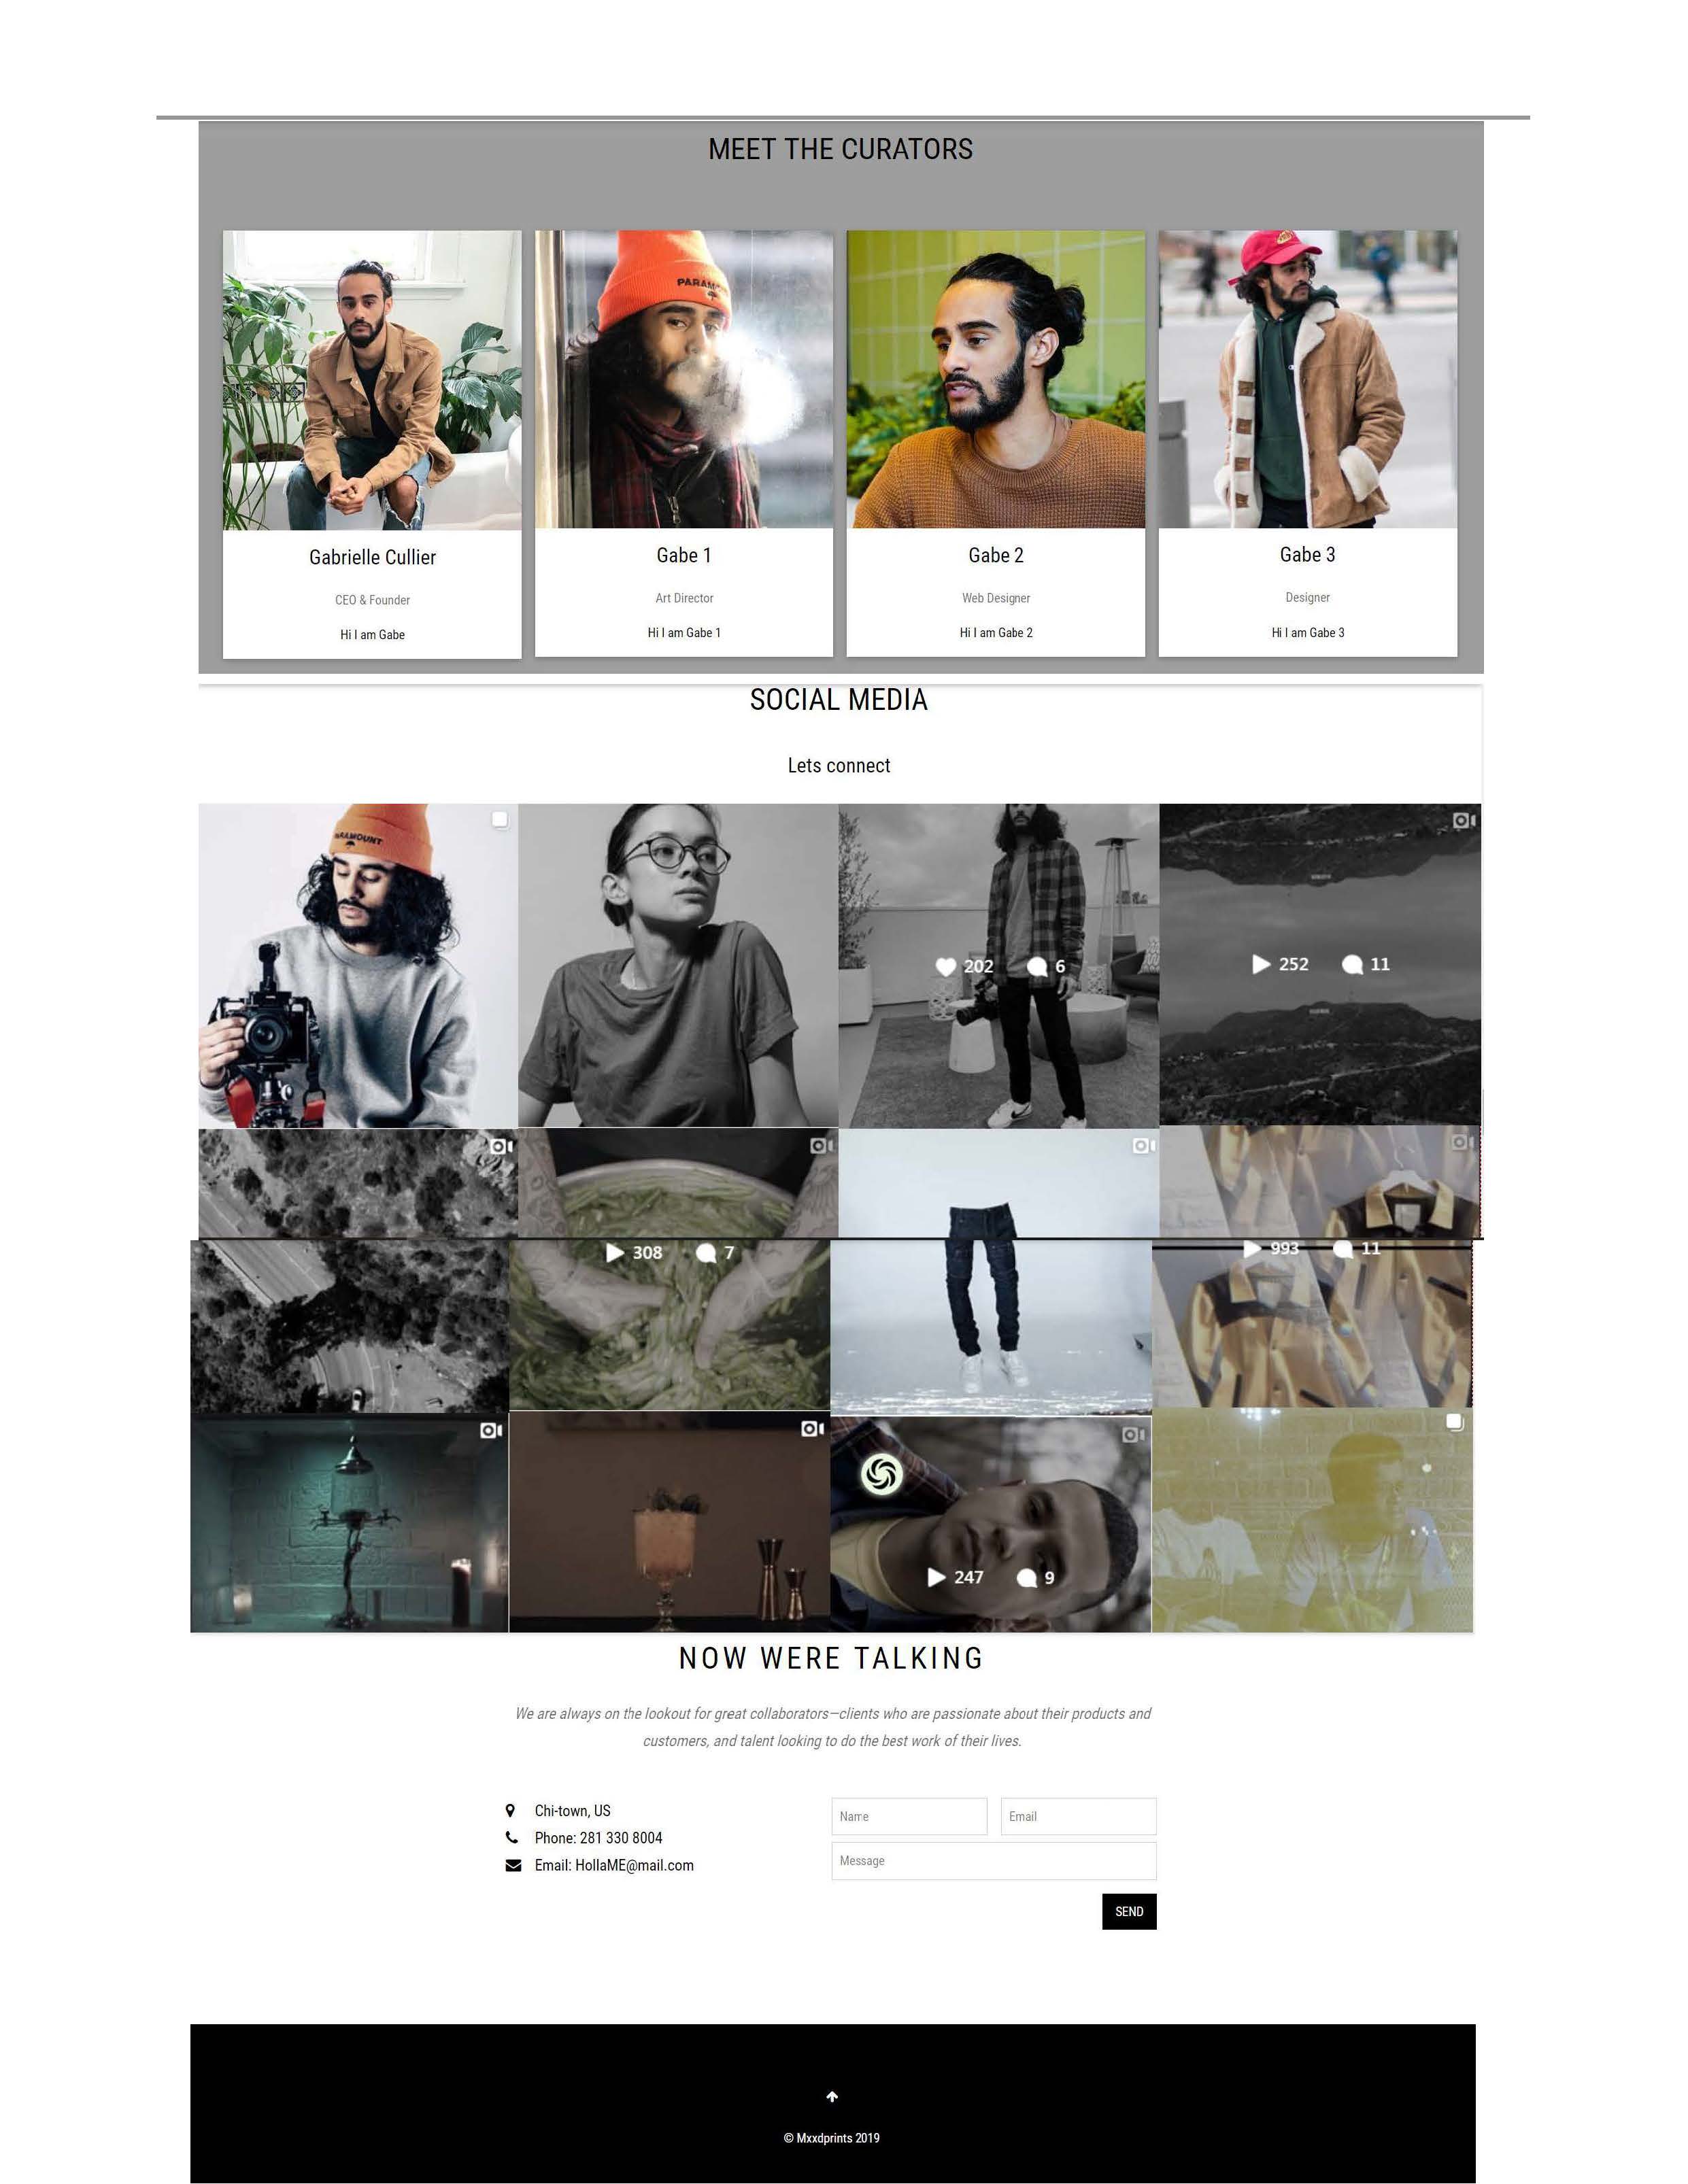 MEET THE CURATORS
PARAM
Gabrielle Cullier
CEO & Founder
Hi I am Gabe
Gabe 1
Art Director
Hi I am Gabe 1
Gabe 2
Web Designer
Hi I am Gabe 2
Gabe 3
Designer
Hi I am Gabe 3
SOCIAL MEDIA
Lets connect
PARAMOUNT
202 6
252 11
308 7
993 11
247 9
NOW WERE TALKING
We are always on the lookout for great collaborators—clients who are passionate about their products and
customers, and talent looking to do the best work of their lives.
Chi-town, US
Phone: 281 330 8004
Email: HollaME@mail.com
Name
Email
Message
SEND
© Mxxdprints 2019